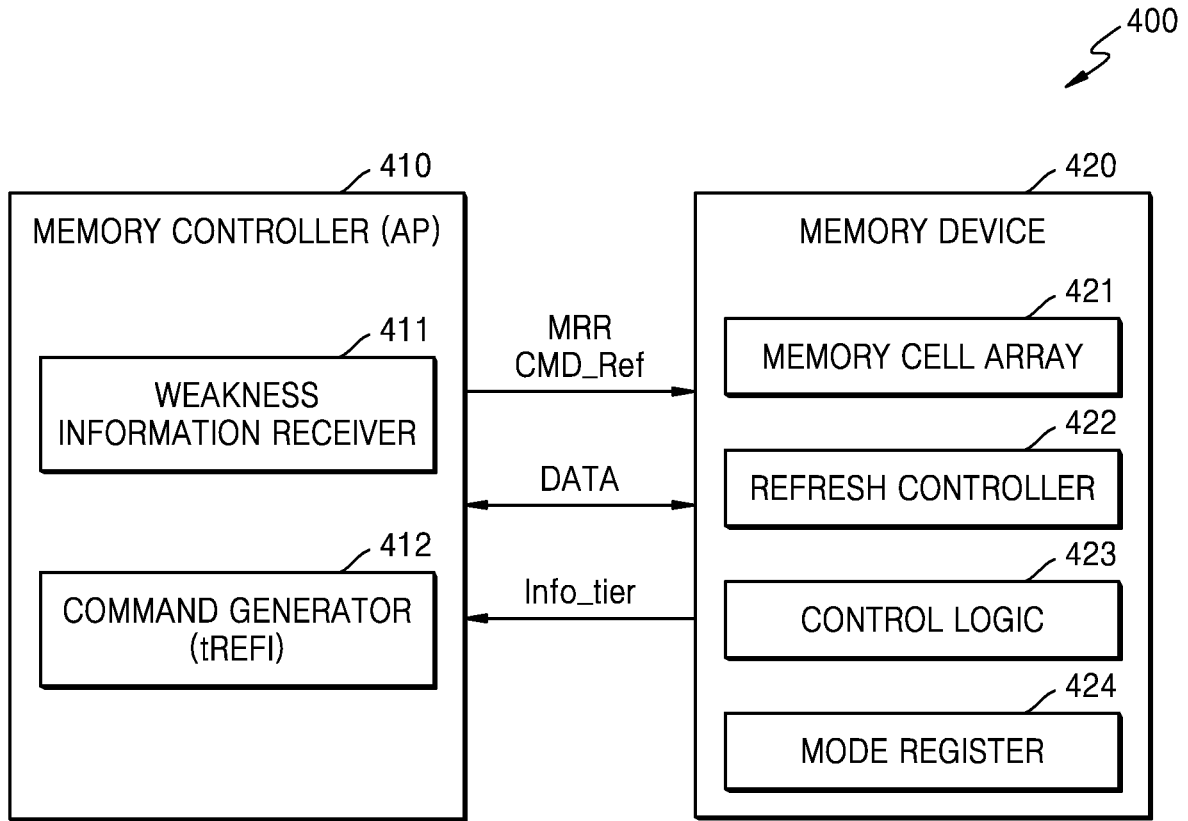 400
410
MEMORY CONTROLLER (AP)
411
WEAKNESS
INFORMATION RECEIVER
412
COMMAND GENERATOR
(tREFI)
MRR
CMD_Ref
DATA
Info_tier
420
MEMORY DEVICE
421
MEMORY CELL ARRAY
422
REFRESH CONTROLLER
423
CONTROL LOGIC
424
MODE REGISTER